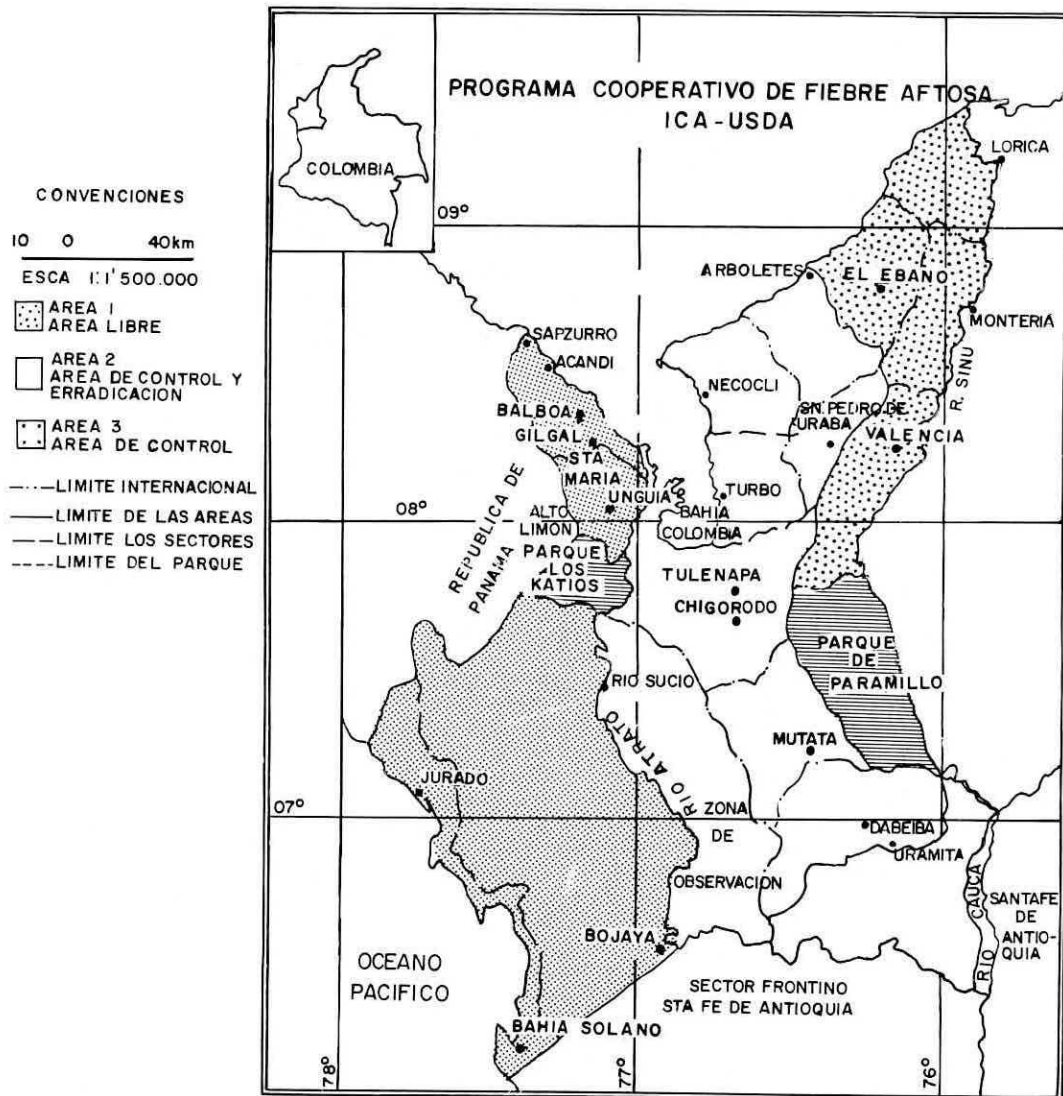 PROGRAMA COOPERATIVO DE FIEBRE AFTOSA
ICA-USDA
COLOMBIA
CONVENCIONES
10 0 40km
ESCA 1:1'500.000
AREA 1
AREA LIBRE
AREA 2
AREA DE CONTROL Y
ERRADICACION
AREA 3
AREA DE CONTROL
LIMITE INTERNACIONAL
LIMITE DE LAS AREAS
LIMITE LOS SECTORES
LIMITE DEL PARQUE
09°
08°
07°
78°
77°
76°
LORICA
ARBOLETES
EL EBANO
MONTERIA
R. SINU
SAPZURRO
ACANDI
NECOCLI
BALBOA
GILGAL
SN. PEDRO DE
URABA
VALENCIA
STA
MARIA
UNGUIA
TURBO
ALTO
LIMON
BAHIA
COLOMBIA
REPUBLICA DE
PANAMA
PARQUE
LOS
KATIOS
TULENAPA
CHIGORODO
PARQUE
DE
PARAMILLO
RIO SUCIO
RIO ATRATO
MUTATA
JURADO
ZONA
DE
OBSERVACION
DABEIBA
URAMITA
RIO CAUCA
SANTAFE
DE
ANTIO-
QUIA
BOJAYA
OCEANO
PACIFICO
SECTOR FRONTINO
STA FE DE ANTIOQUIA
BAHIA SOLANO